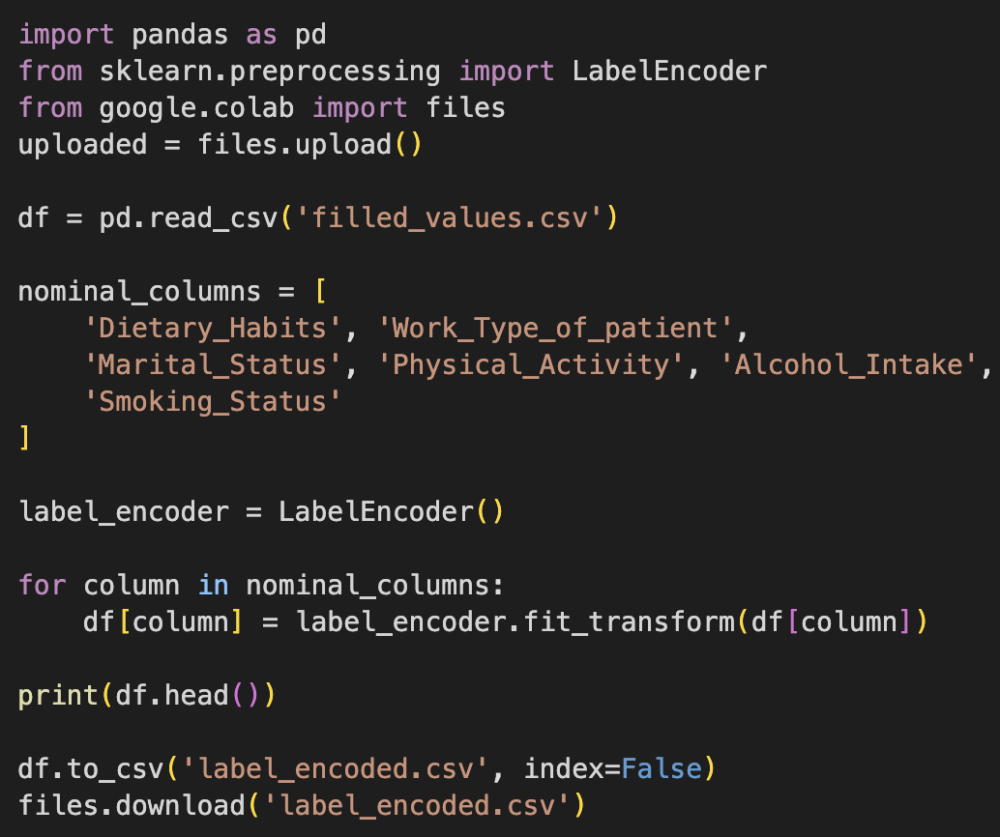 import pandas as pd
from sklearn.preprocessing import LabelEncoder
from google.colab import files
uploaded = files.upload()

df = pd.read_csv('filled_values.csv')

nominal_columns = [
    'Dietary_Habits', 'Work_Type_of_patient',
    'Marital_Status', 'Physical_Activity', 'Alcohol_Intake',
    'Smoking_Status'
]

label_encoder = LabelEncoder()

for column in nominal_columns:
    df[column] = label_encoder.fit_transform(df[column])

print(df.head())

df.to_csv('label_encoded.csv', index=False)
files.download('label_encoded.csv')